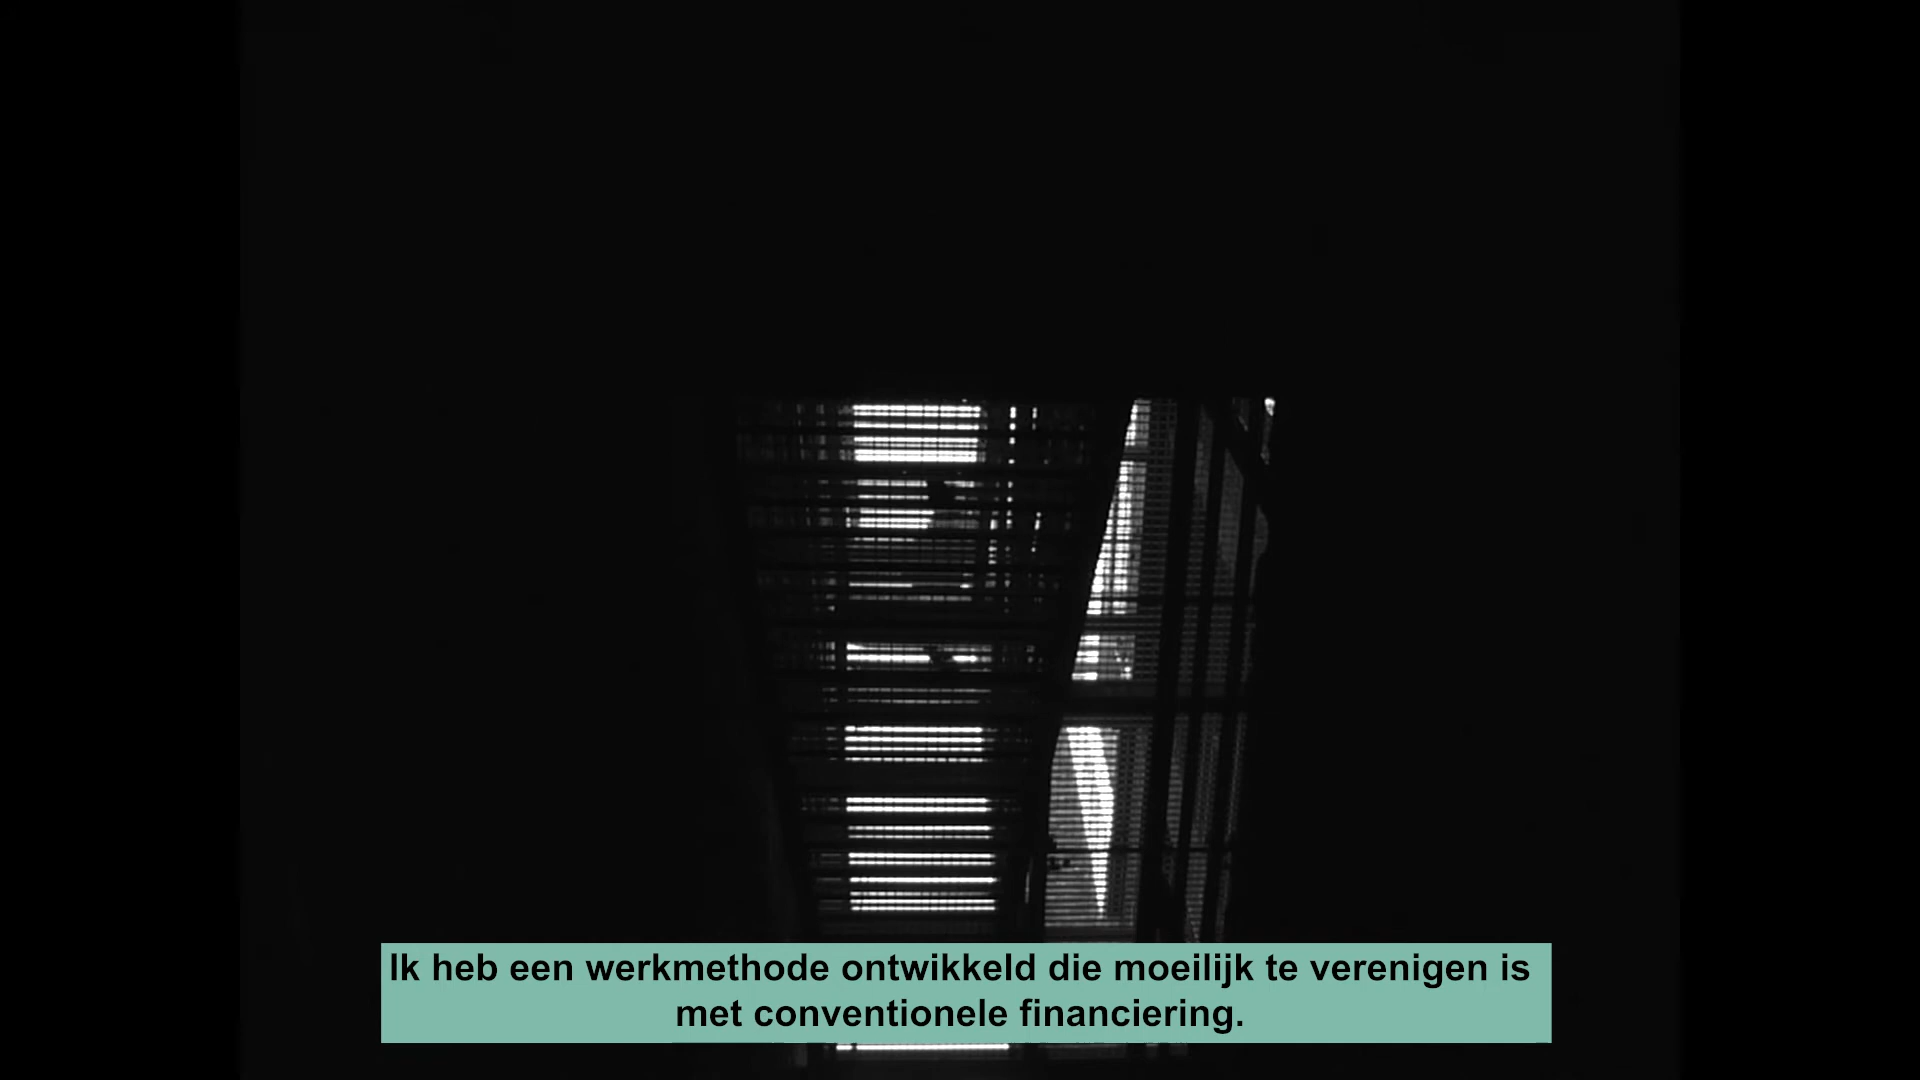 Ik heb een werkmethode ontwikkeld die moeilijk te verenigen is
met conventionele financiering.